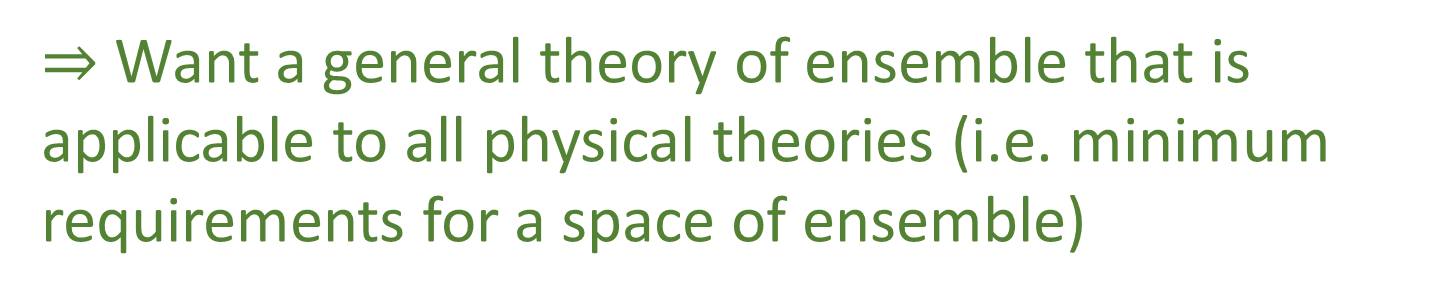 ⇒ Want a general theory of ensemble that is
applicable to all physical theories (i.e. minimum
requirements for a space of ensemble)